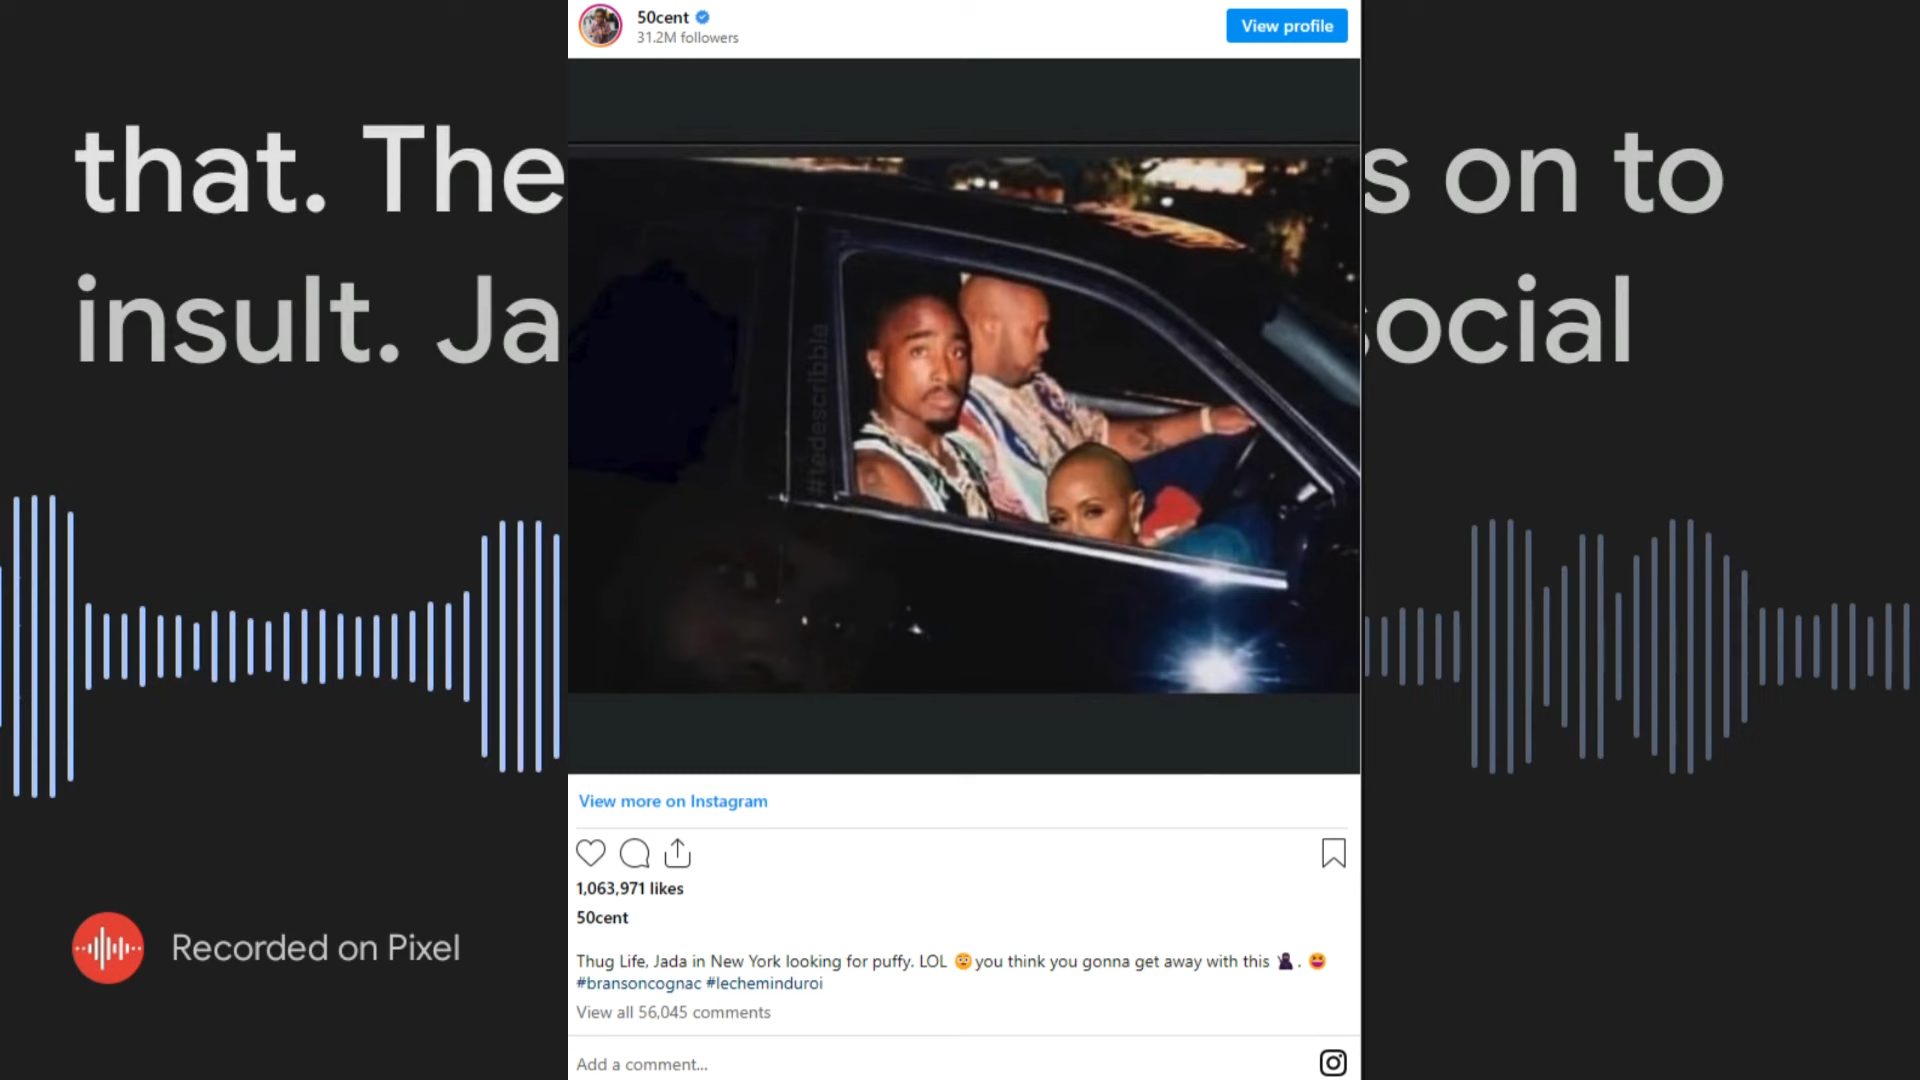 50cent
31.2M followers
View profile
that. The
s on to
insult. Ja
social
#tedescribbla
View more on Instagram
1,063,971 likes
50cent
Thug Life, Jada in New York looking for puffy. LOL 😳 you think you gonna get away with this 🥷. 😆
#bransoncognac #lecheminduroi
View all 56,045 comments
Add a comment...
Recorded on Pixel